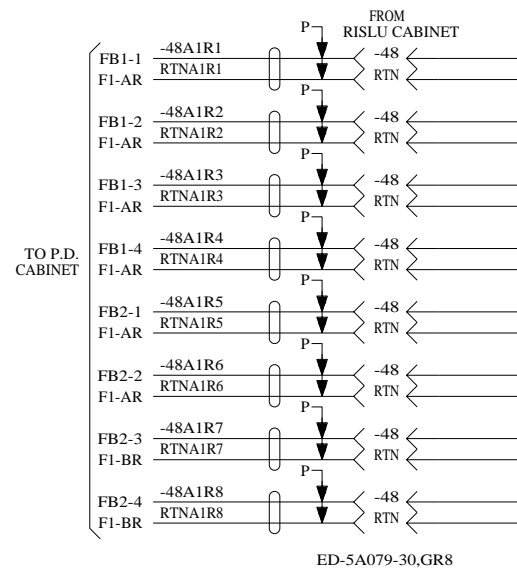 FROM
P RISLU CABINET
FB1-1 -48A1R1 -48
F1-AR RTNA1R1 RTN
P
FB1-2 -48A1R2 -48
F1-AR RTNA1R2 RTN
P
FB1-3 -48A1R3 -48
F1-AR RTNA1R3 RTN
P
FB1-4 -48A1R4 -48
F1-AR RTNA1R4 RTN
TO P.D.
CABINET
P
FB2-1 -48A1R5 -48
F1-AR RTNA1R5 RTN
P
FB2-2 -48A1R6 -48
F1-AR RTNA1R6 RTN
P
FB2-3 -48A1R7 -48
F1-BR RTNA1R7 RTN
P
FB2-4 -48A1R8 -48
F1-BR RTNA1R8 RTN
ED-5A079-30,GR8